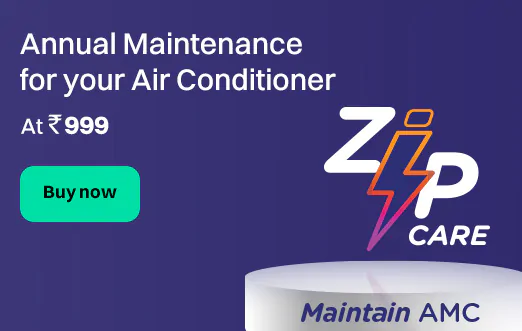 Annual Maintenance
for your Air Conditioner
At ₹999
Buy now
ZiP
CARE
Maintain AMC